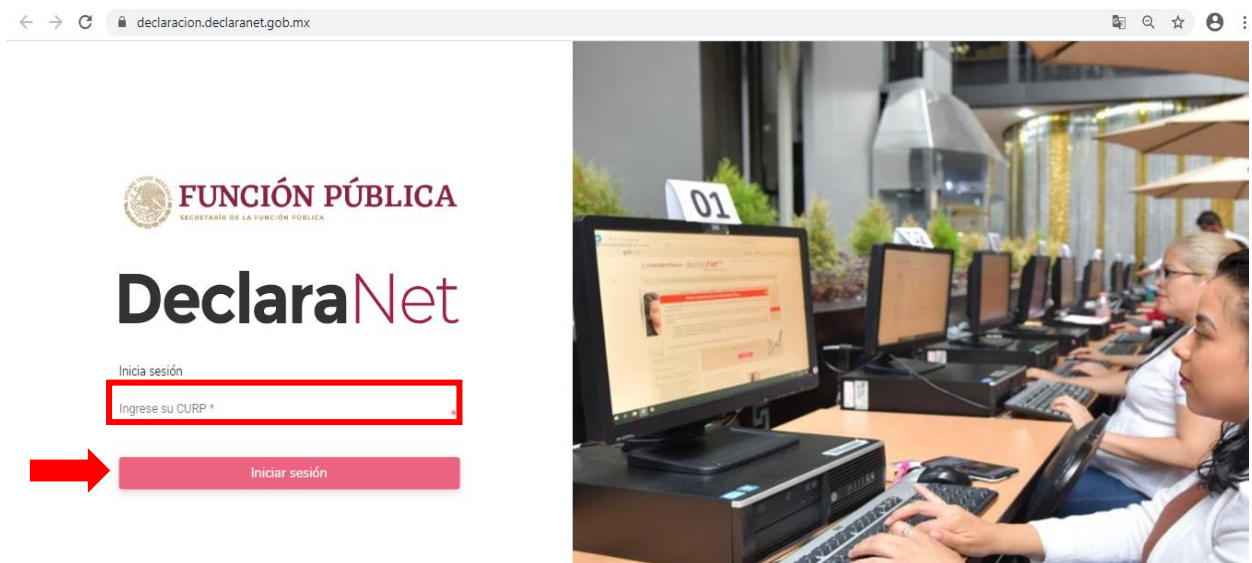 declaracion.declaranet.gob.mx
FUNCIÓN PÚBLICA
SECRETARÍA DE LA FUNCIÓN PÚBLICA
DeclaraNet
Inicia sesión
Ingrese su CURP *
*
Iniciar sesión
01